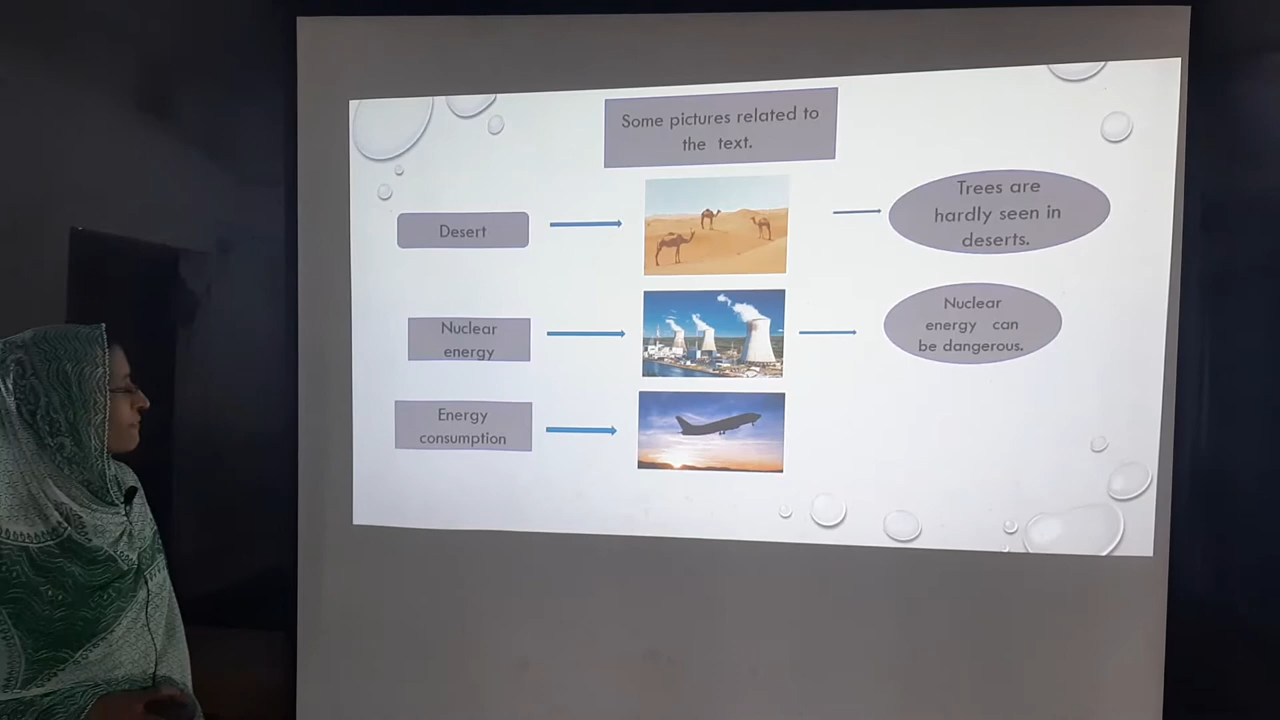 Some pictures related to
the text.
Desert
Trees are
hardly seen in
deserts.
Nuclear
energy
Nuclear
energy can
be dangerous.
Energy
consumption